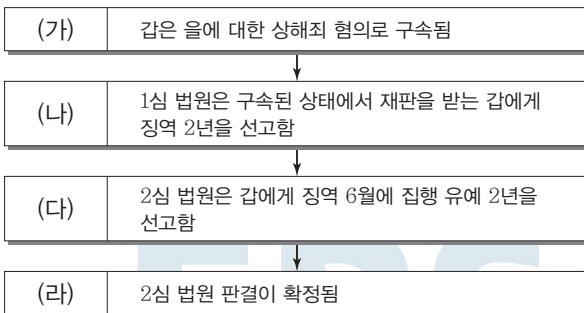 (가) 갑은 을에 대한 상해죄 혐의로 구속됨
(나) 1심 법원은 구속된 상태에서 재판을 받는 갑에게
징역 2년을 선고함
(다) 2심 법원은 갑에게 징역 6월에 집행 유예 2년을
선고함
(라) 2심 법원 판결이 확정됨